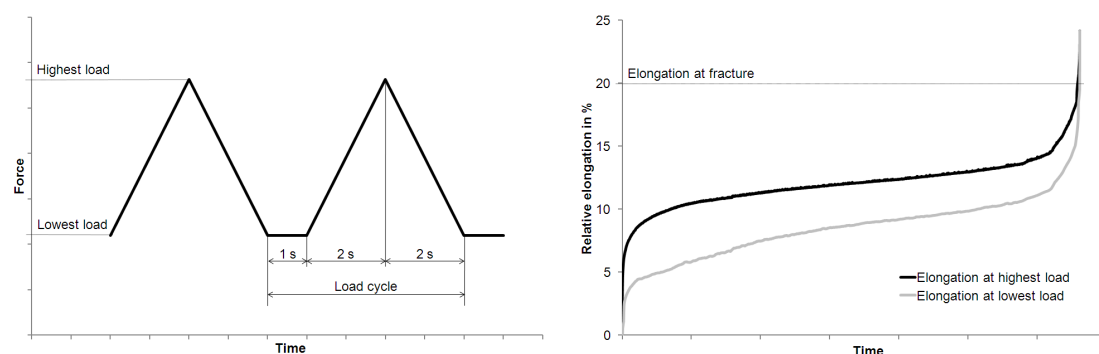 Force
Highest load
Lowest load
1 s
2 s
2 s
Load cycle
Time
Relative elongation in %
25
20
15
10
5
0
Elongation at fracture
Elongation at highest load
Elongation at lowest load
Time